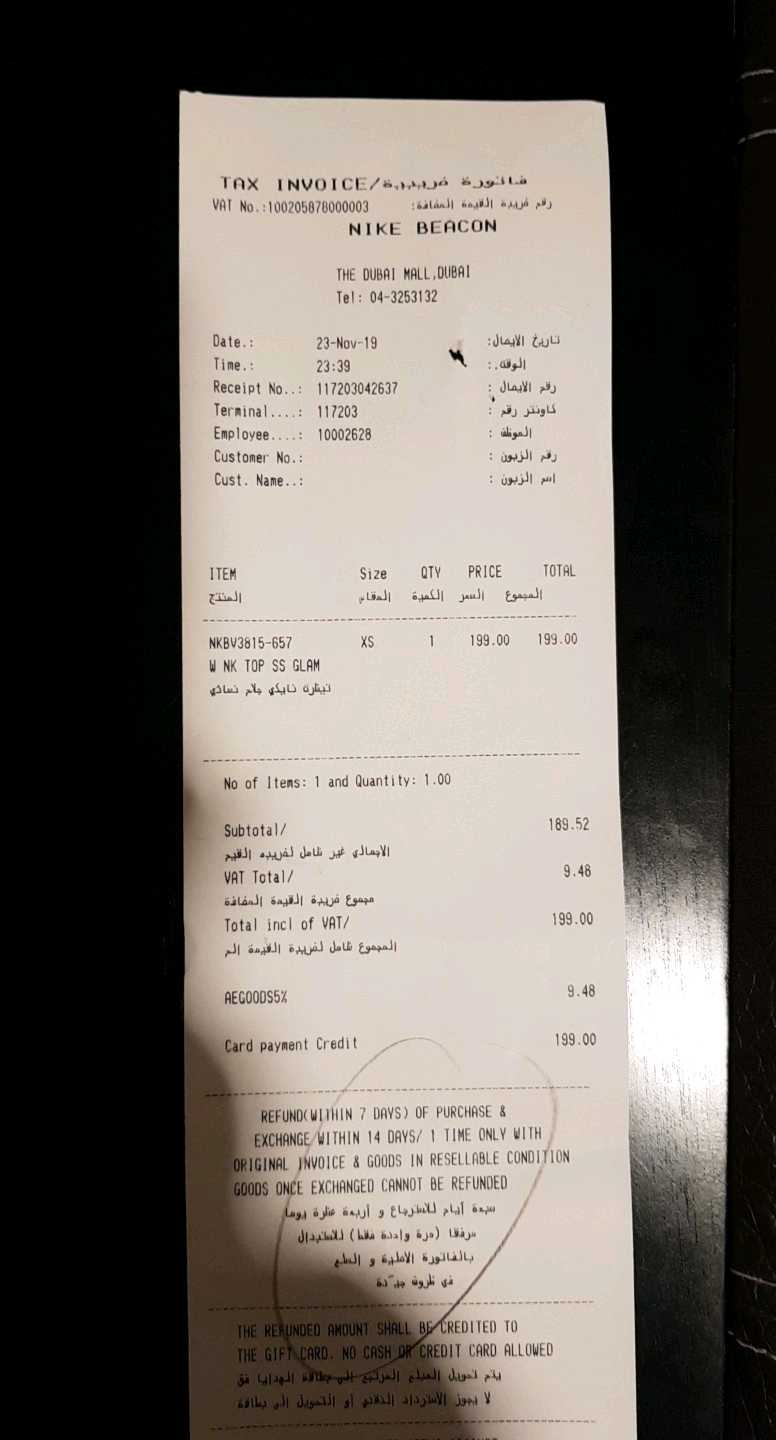 TAX INVOICE/فاتورة ضريبية
VAT No.:100205878000003 رقم ضريبة القيمة المضافة:
NIKE BEACON
THE DUBAI MALL,DUBAI
Tel: 04-3253132
Date.: 23-Nov-19 تاريخ الايصال:
Time.: 23:39 الوقت.:
Receipt No..: 117203042637 رقم الايصال :
Terminal....: 117203 كاونتر رقم :
Employee....: 10002628 الموظف :
Customer No.: رقم الزبون :
Cust. Name..: اسم الزبون :
ITEM Size QTY PRICE TOTAL
المنتج المقاس الكمية السعر المجموع
NKBV3815-657 XS 1 199.00 199.00
W NK TOP SS GLAM
نايكي جلام نسائي
No of Items: 1 and Quantity: 1.00
Subtotal/ 189.52
الاجمالي غير شامل لضريبه القيم
VAT Total/ 9.48
مجموع ضريبة القيمة المضافة
Total incl of VAT/ 199.00
المجموع شامل لضريبة القيمة الم
AEGOODS5% 9.48
Card payment Credit 199.00
REFUND(WITHIN 7 DAYS) OF PURCHASE &
EXCHANGE WITHIN 14 DAYS/ 1 TIME ONLY WITH
ORIGINAL INVOICE & GOODS IN RESELLABLE CONDITION
GOODS ONCE EXCHANGED CANNOT BE REFUNDED
سبعة أيام للاسترجاع و أربعة عشرة يوما
مرفقا (مرة واحدة فقط) للاستبدال
بالفاتورة الاصلية و السلع
في ظروف جيّدة
THE REFUNDED AMOUNT SHALL BE CREDITED TO
THE GIFT CARD. NO CASH OR CREDIT CARD ALLOWED
يتم تحويل المبلغ المرتجع الى بطاقة الهدايا فق
لا يجوز الاسترداد النقدي أو التحويل الى بطاقة